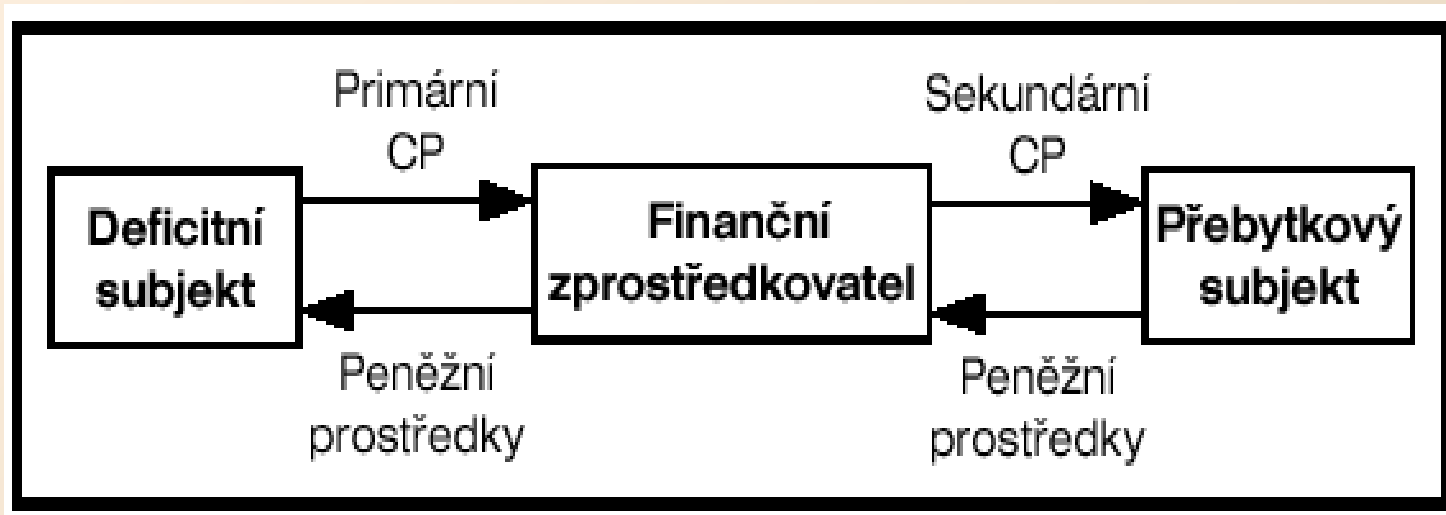 Primární
CP
Sekundární
CP
Deficitní
subjekt
Finanční
zprostředkovatel
Přebytkový
subjekt
Peněžní
prostředky
Peněžní
prostředky